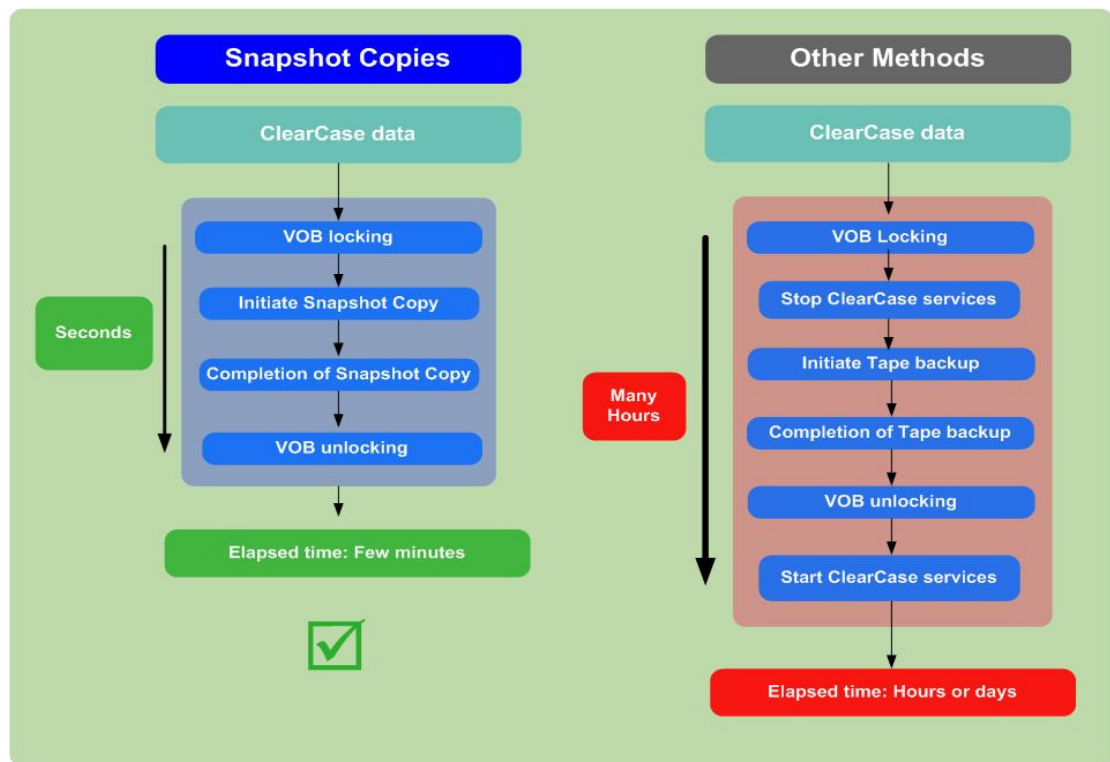 Snapshot Copies
ClearCase data
VOB locking
Initiate Snapshot Copy
Completion of Snapshot Copy
VOB unlocking
Seconds
Elapsed time: Few minutes
Other Methods
ClearCase data
VOB Locking
Stop ClearCase services
Initiate Tape backup
Completion of Tape backup
VOB unlocking
Start ClearCase services
Many
Hours
Elapsed time: Hours or days